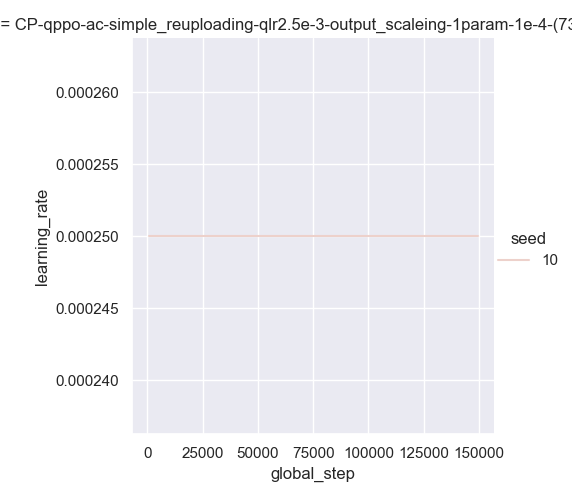 = CP-qppo-ac-simple_reuploading-qlr2.5e-3-output_scaleing-1param-1e-4-(73
0.000260
0.000255
0.000250
0.000245
0.000240
learning_rate
seed
10
0 25000 50000 75000 100000 125000 150000
global_step